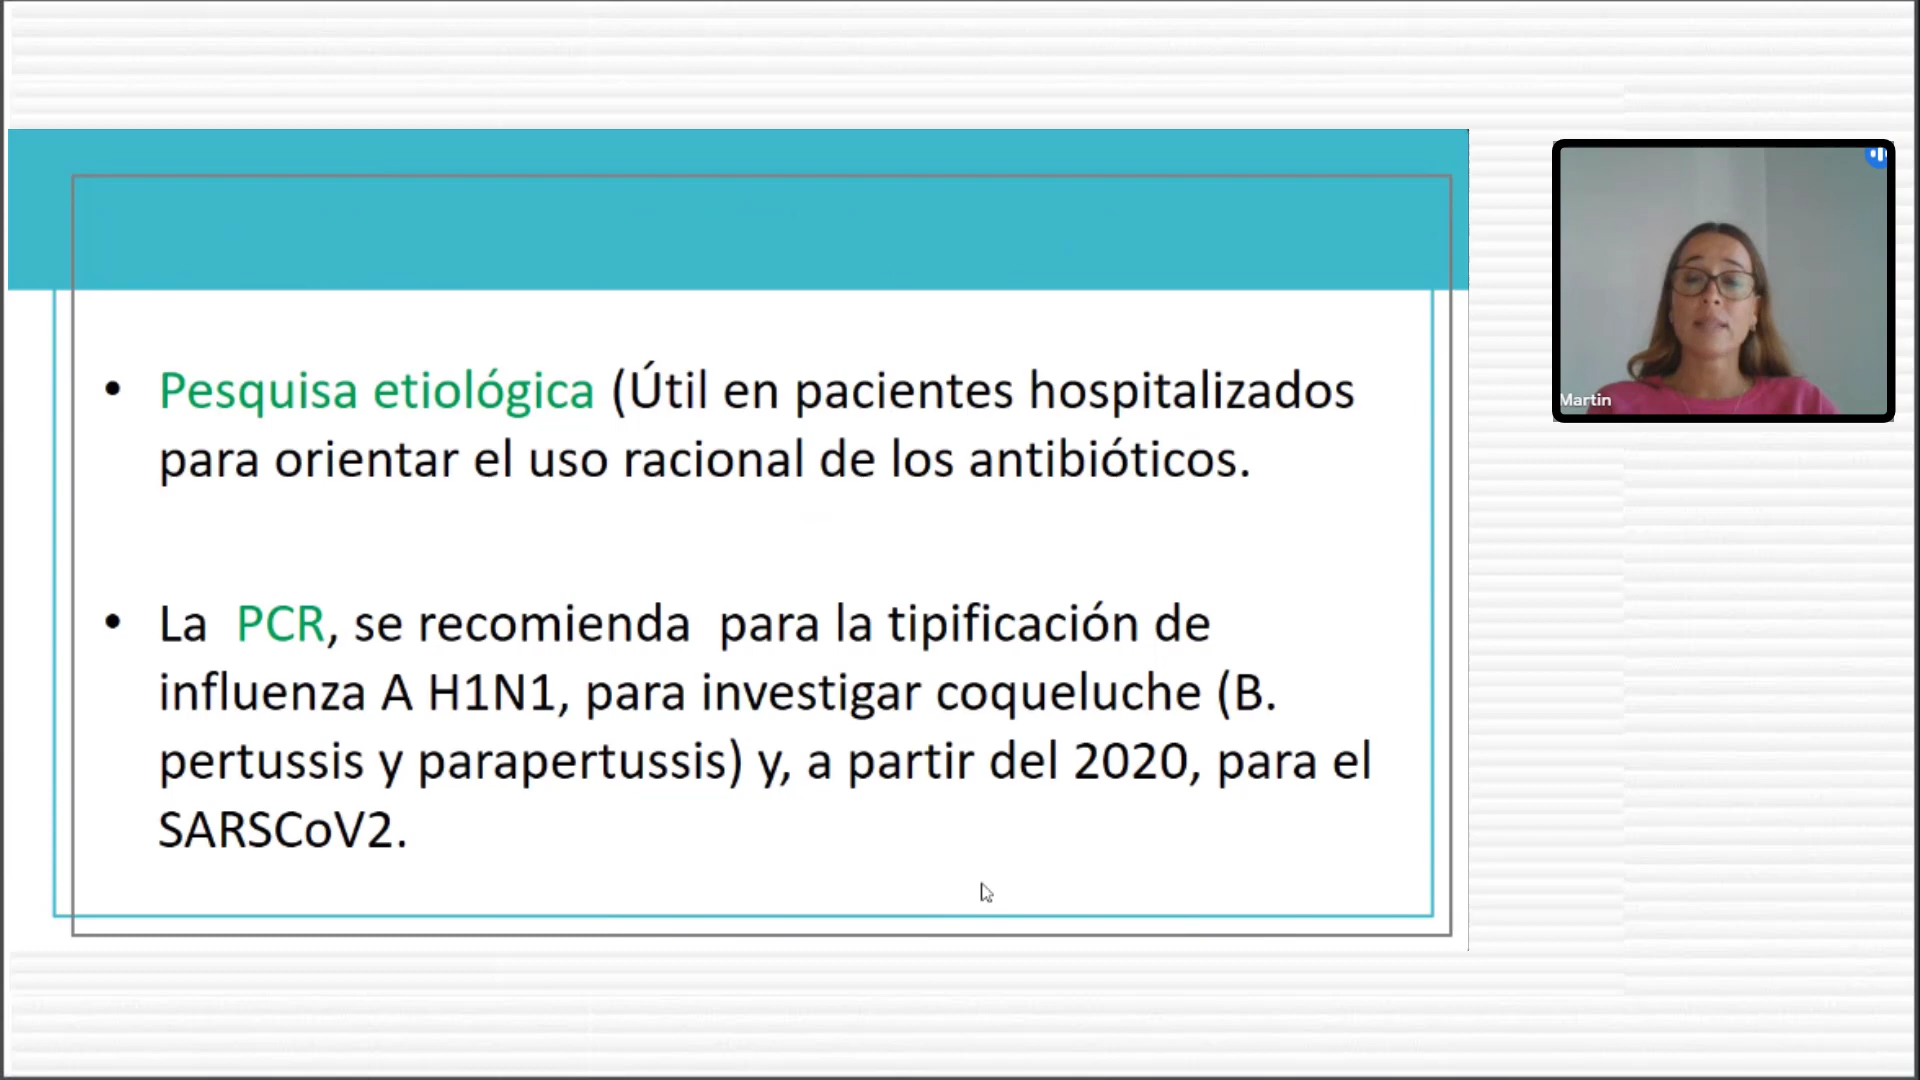 • Pesquisa etiológica (Útil en pacientes hospitalizados
para orientar el uso racional de los antibióticos.
• La PCR, se recomienda para la tipificación de
influenza A H1N1, para investigar coqueluche (B.
pertussis y parapertussis) y, a partir del 2020, para el
SARSCoV2.
Martin